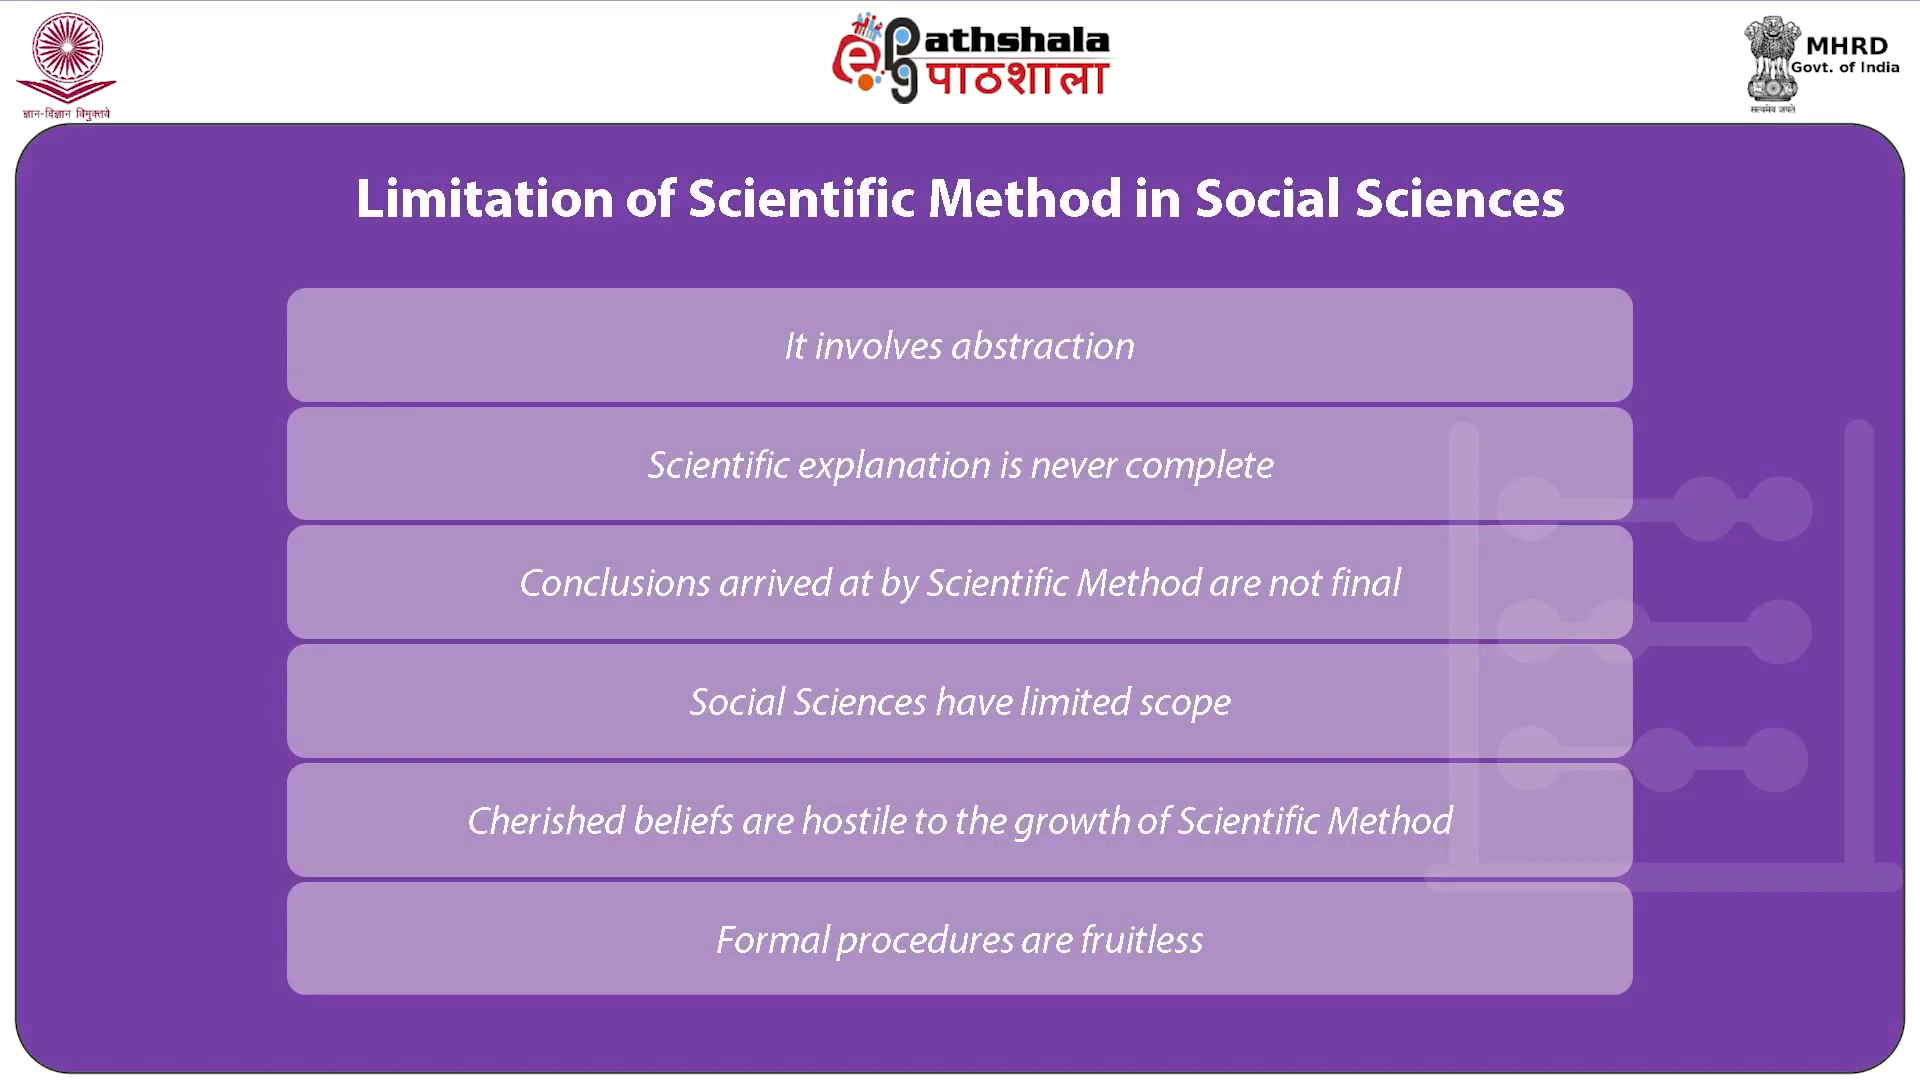 ज्ञान-विज्ञान विमुक्तये
ePG Pathshala
पाठशाला
MHRD
Govt. of India
सत्यमेव जयते
Limitation of Scientific Method in Social Sciences
It involves abstraction
Scientific explanation is never complete
Conclusions arrived at by Scientific Method are not final
Social Sciences have limited scope
Cherished beliefs are hostile to the growth of Scientific Method
Formal procedures are fruitless